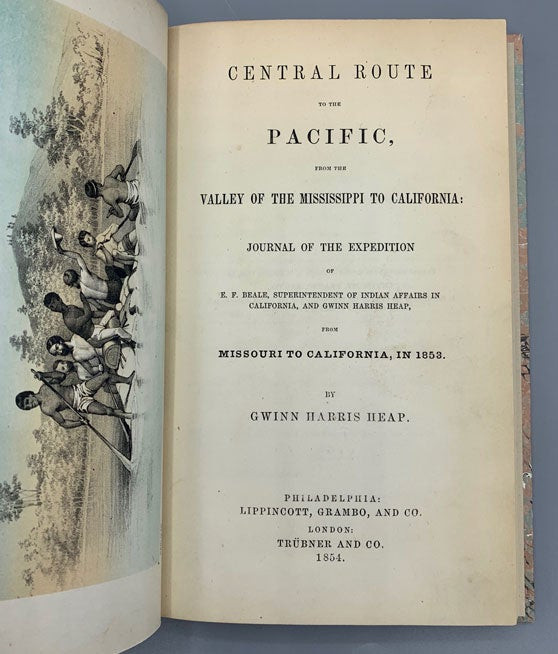 CENTRAL ROUTE
TO THE
PACIFIC,
FROM THE
VALLEY OF THE MISSISSIPPI TO CALIFORNIA:
JOURNAL OF THE EXPEDITION
OF
E. F. BEALE, SUPERINTENDENT OF INDIAN AFFAIRS IN
CALIFORNIA, AND GWINN HARRIS HEAP,
FROM
MISSOURI TO CALIFORNIA, IN 1853.
BY
GWINN HARRIS HEAP.
PHILADELPHIA:
LIPPINCOTT, GRAMBO, AND CO.
LONDON:
TRÜBNER AND CO.
1854.